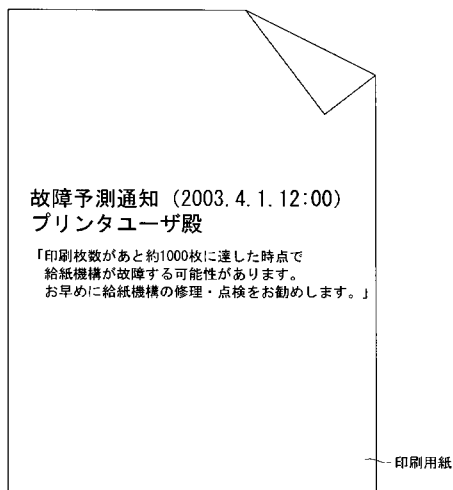 故障予測通知 (2003.4.1.12:00)
プリンタユーザ殿
「印刷枚数があと約1000枚に達した時点で
給紙機構が故障する可能性があります。
お早めに給紙機構の修理・点検をお勧めします。」
印刷用紙